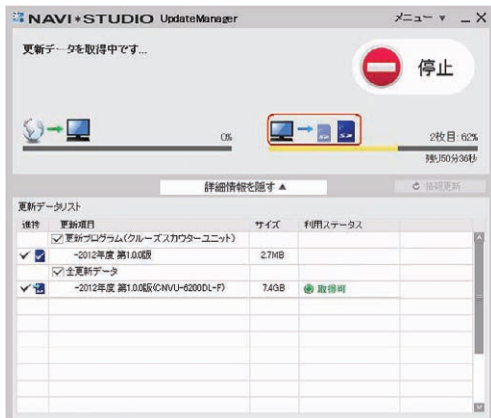 NAVI*STUDIO UpdateManager
メニュー ▼ _ X
更新データを取得中です...
停止
0%
2枚目:62%
残り50分36秒
詳細情報を隠す▲
情報更新
更新データリスト
進捗 更新項目 サイズ 利用ステータス
更新プログラム(クルーズスカウターユニット)
-2012年度 第1.0.0版 2.7MB
全更新データ
-2012年度 第1.0.0版(CNVU-6200DL-F) 7.4GB 取得可